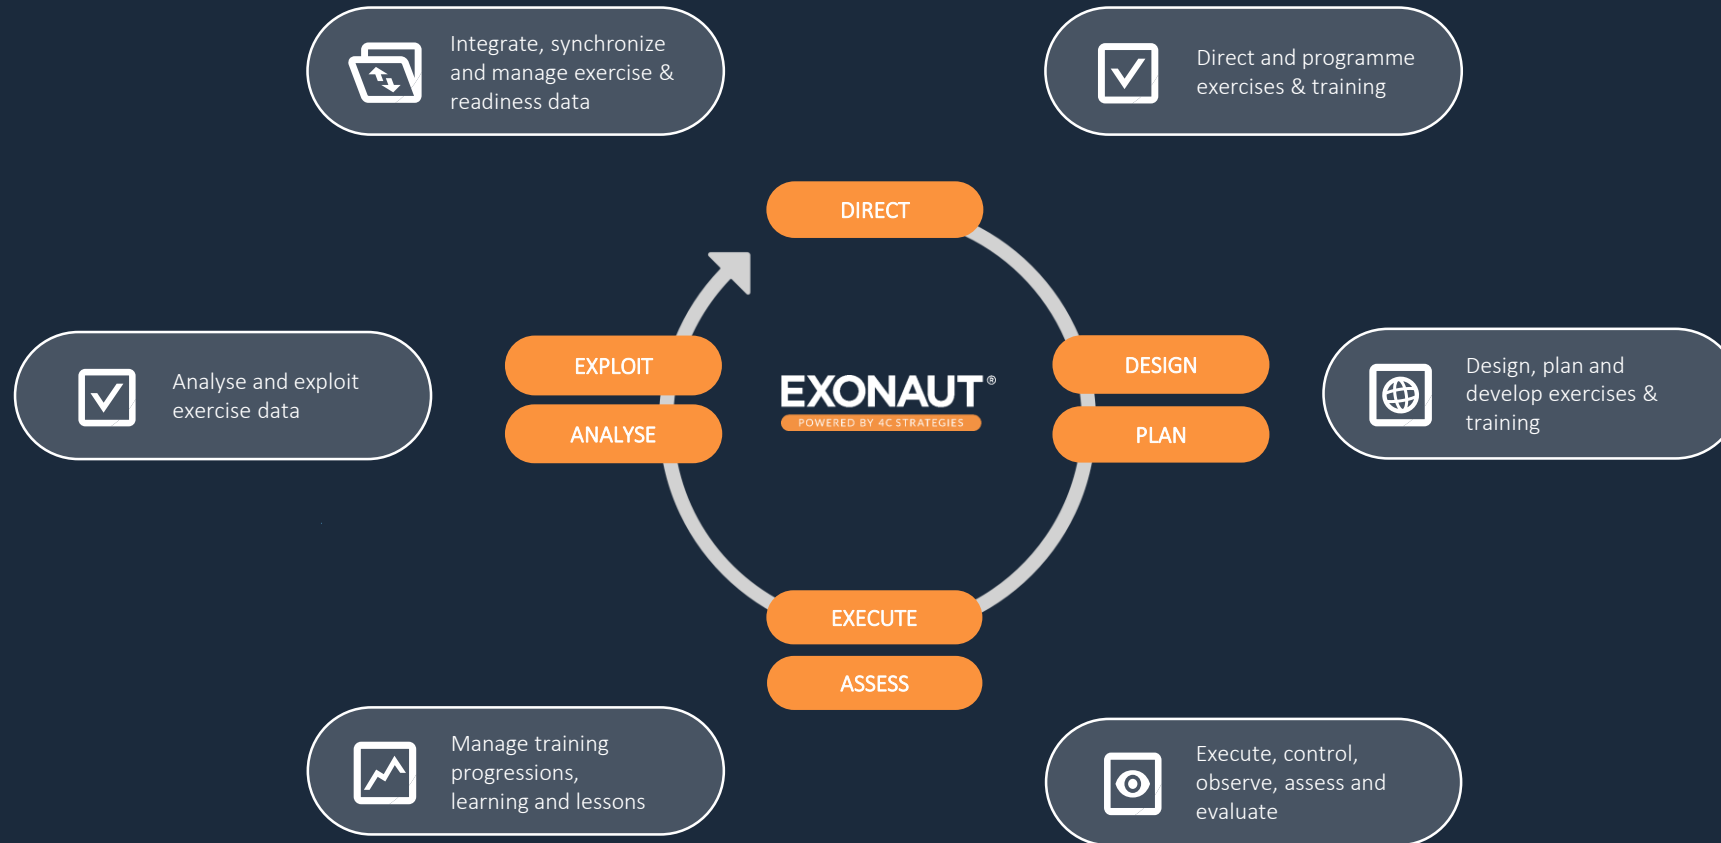 Integrate, synchronize
and manage exercise &
readiness data
Direct and programme
exercises & training
DIRECT
EXPLOIT
ANALYSE
EXONAUT®
POWERED BY 4C STRATEGIES
DESIGN
PLAN
Analyse and exploit
exercise data
Design, plan and
develop exercises &
training
EXECUTE
ASSESS
Manage training
progressions,
learning and lessons
Execute, control,
observe, assess and
evaluate